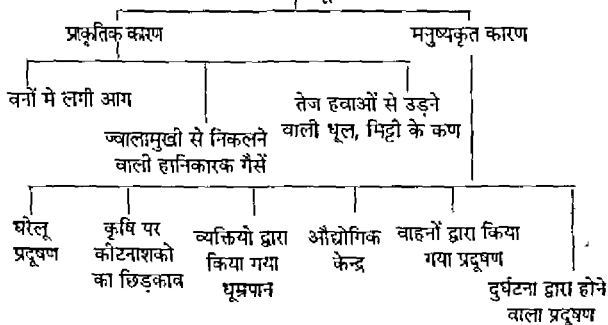 प्राकृतिक कारण
मनुष्यकृत कारण
वनों मे लगी आग
ज्वालामुखी से निकलने
वाली हानिकारक गैसें
तेज हवाओं से उड़ने
वाली धूल, मिट्टी के कण
घरेलू
प्रदूषण
कृषि पर
कीटनाशको
का छिड़काव
व्यक्तियो द्वारा
किया गया
धूम्रपान
औद्योगिक
केन्द्र
वाहनों द्वारा किया
गया प्रदूषण
दुर्घटना द्वारा होने
वाला प्रदूषण